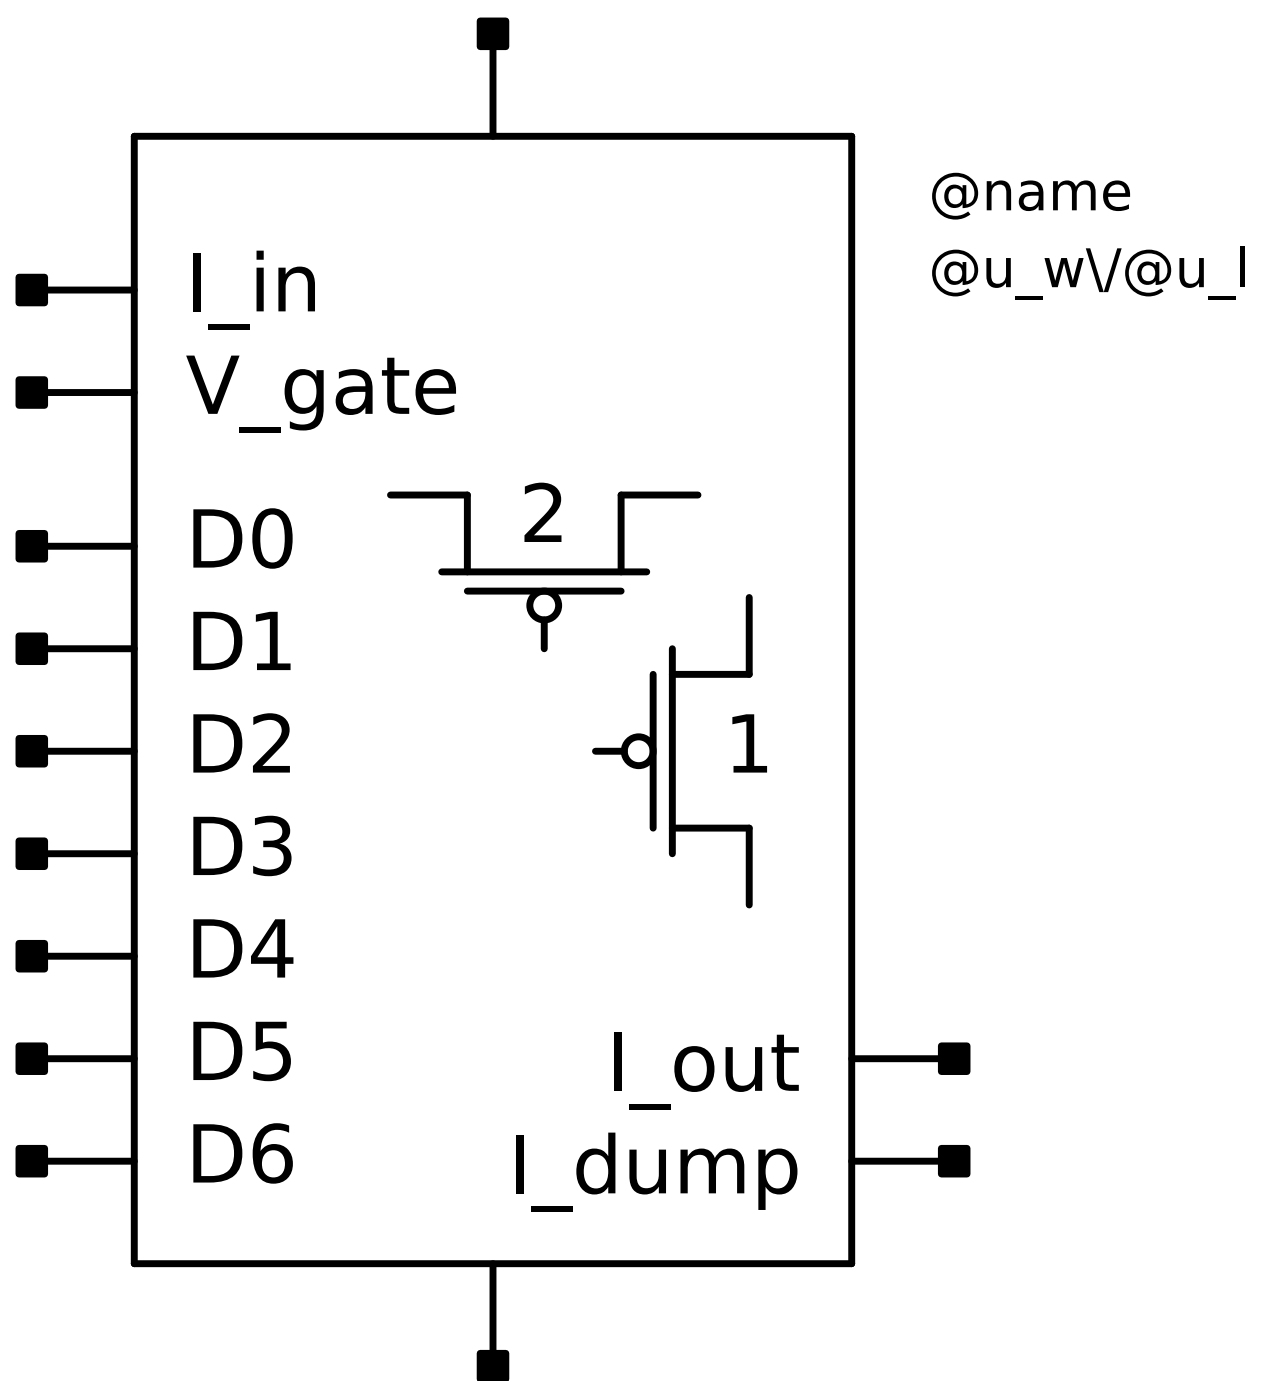 @name
@u_w\/@u_l
I_in
V_gate
2
D0
D1
1
D2
D3
D4
D5
I_out
D6
I_dump